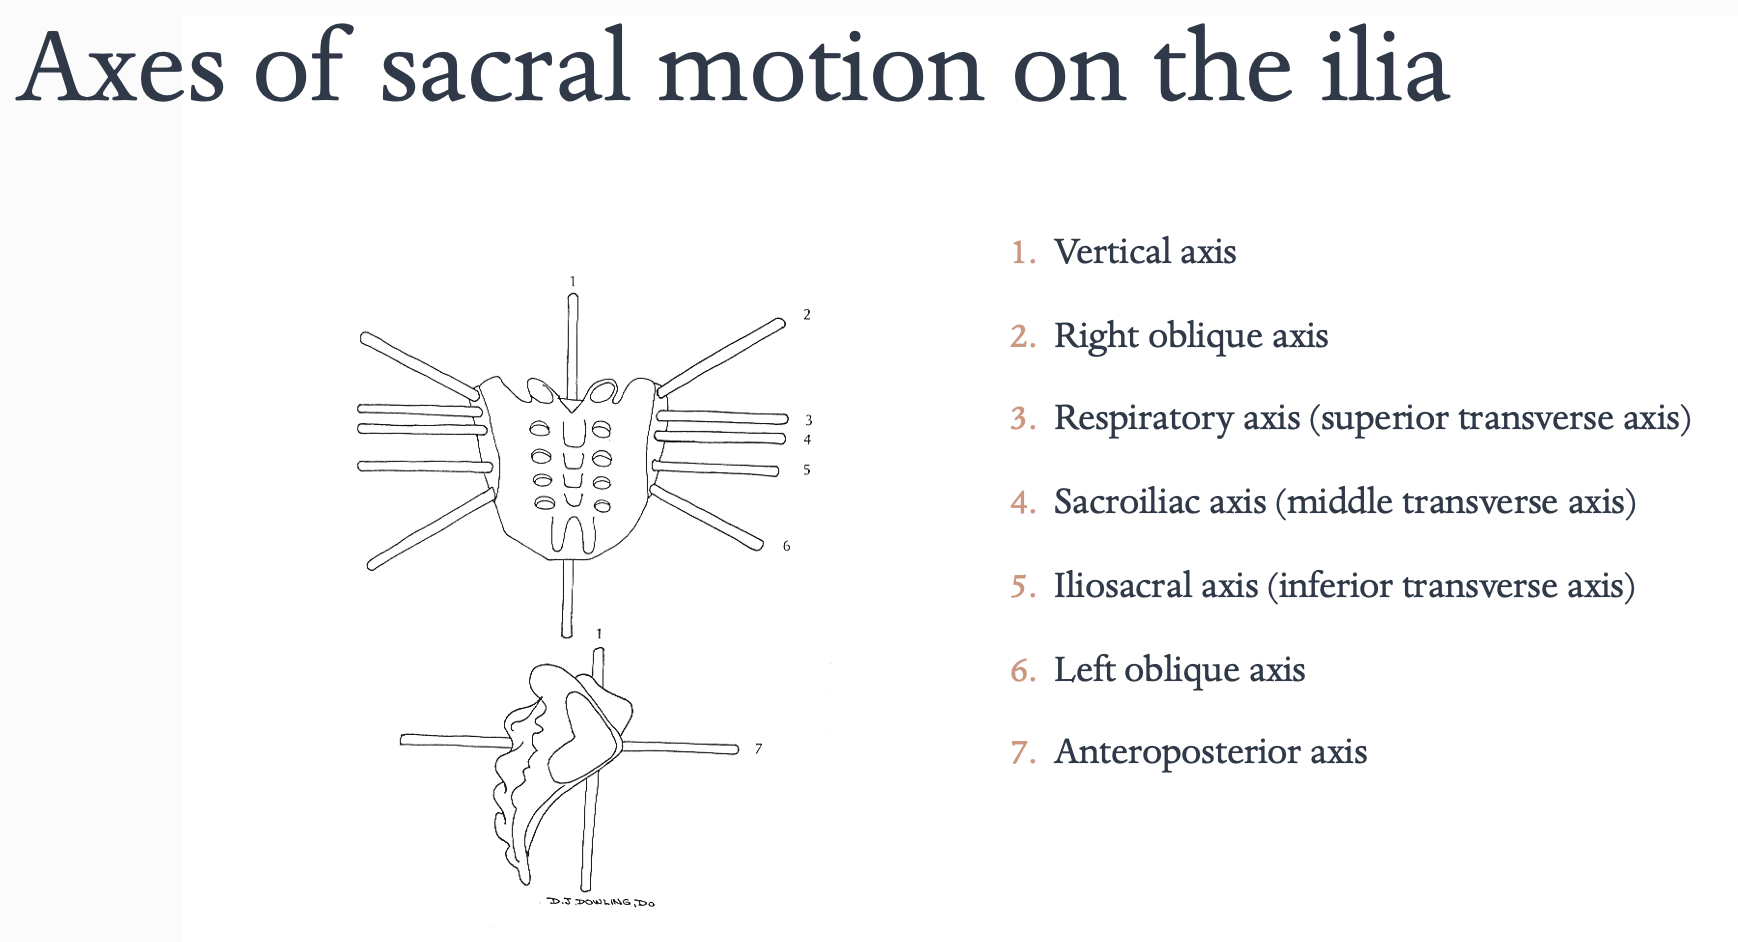 Axes of sacral motion on the ilia
1
2
3
4
5
6
1
7
D.J. DOWLING, DO
1. Vertical axis
2. Right oblique axis
3. Respiratory axis (superior transverse axis)
4. Sacroiliac axis (middle transverse axis)
5. Iliosacral axis (inferior transverse axis)
6. Left oblique axis
7. Anteroposterior axis